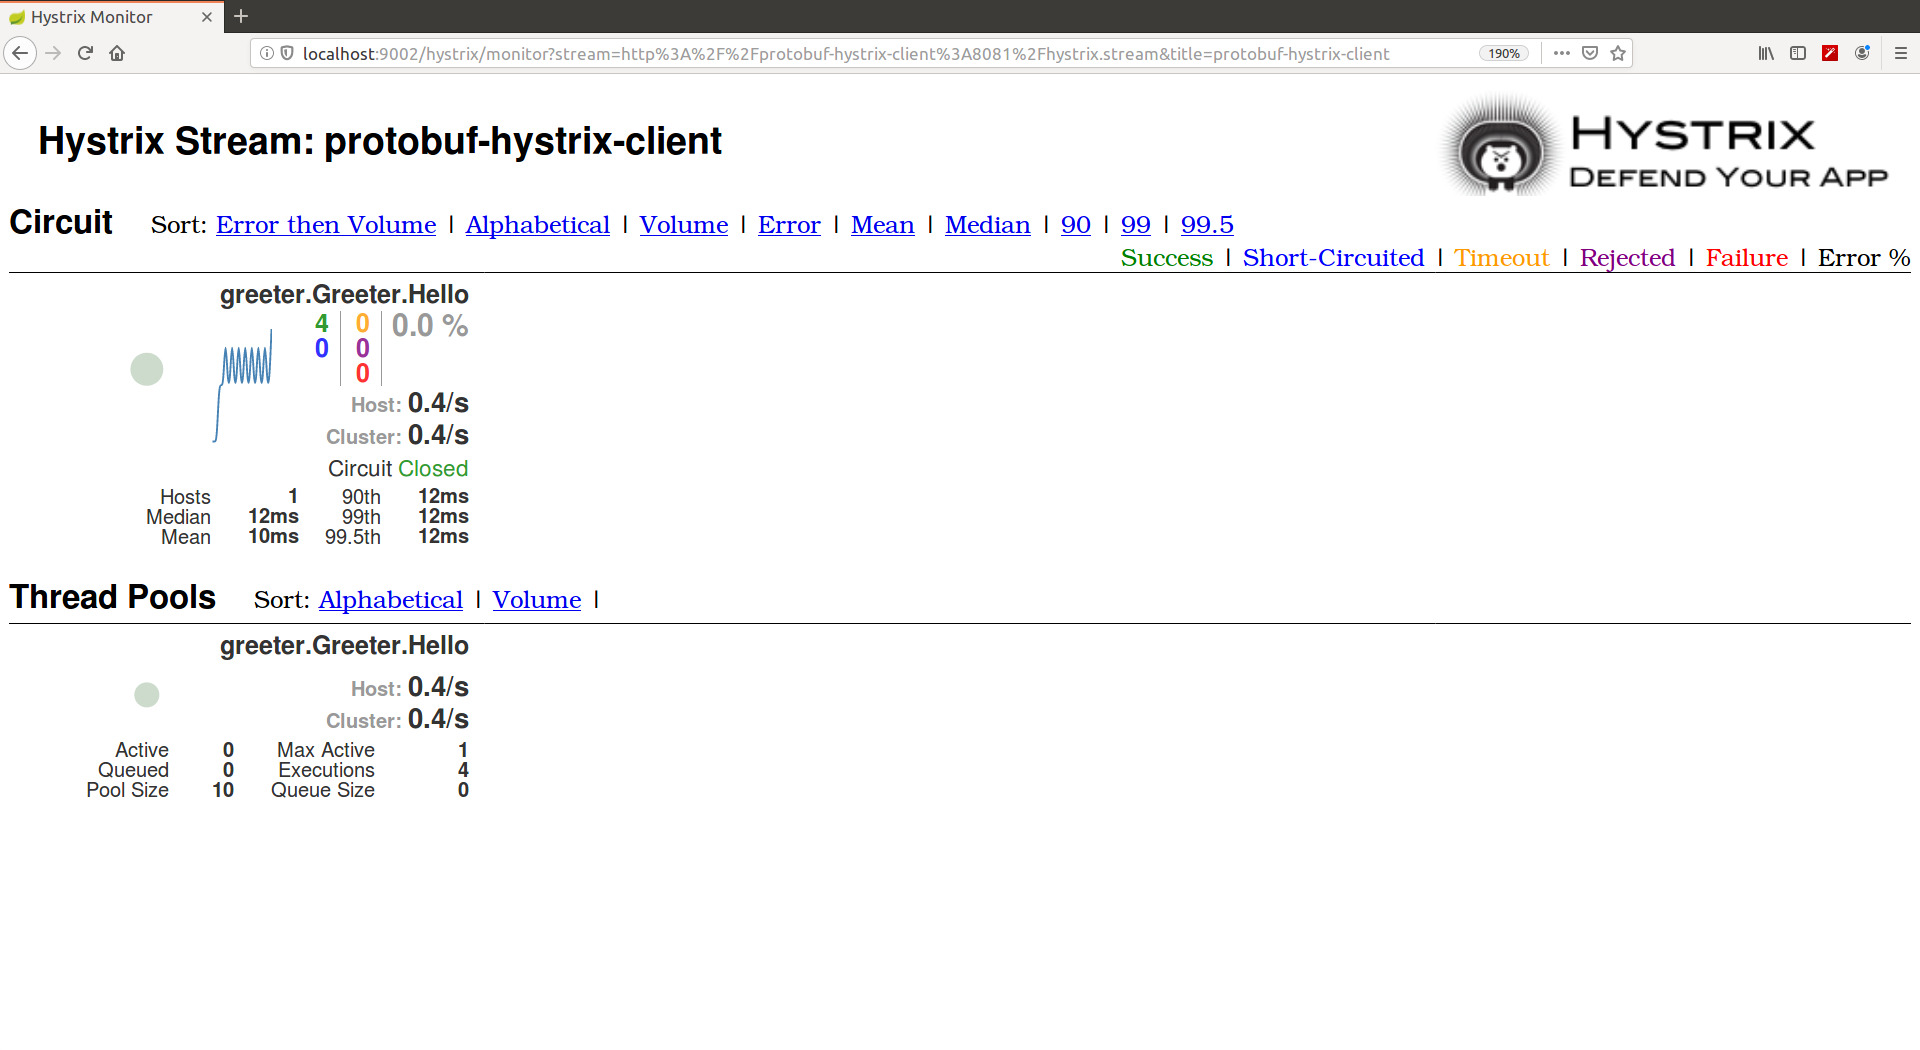 Hystrix Monitor
localhost:9002/hystrix/monitor?stream=http%3A%2F%2Fprotobuf-hystrix-client%3A8081%2Fhystrix.stream&title=protobuf-hystrix-client 190%
Hystrix Stream: protobuf-hystrix-client
HYSTRIX
DEFEND YOUR APP
Circuit Sort: Error then Volume | Alphabetical | Volume | Error | Mean | Median | 90 | 99 | 99.5
Success | Short-Circuited | Timeout | Rejected | Failure | Error %
greeter.Greeter.Hello
4 0 0.0 %
0 0
0
Host: 0.4/s
Cluster: 0.4/s
Circuit Closed
Hosts 1 90th 12ms
Median 12ms 99th 12ms
Mean 10ms 99.5th 12ms
Thread Pools Sort: Alphabetical | Volume |
greeter.Greeter.Hello
Host: 0.4/s
Cluster: 0.4/s
Active 0 Max Active 1
Queued 0 Executions 4
Pool Size 10 Queue Size 0